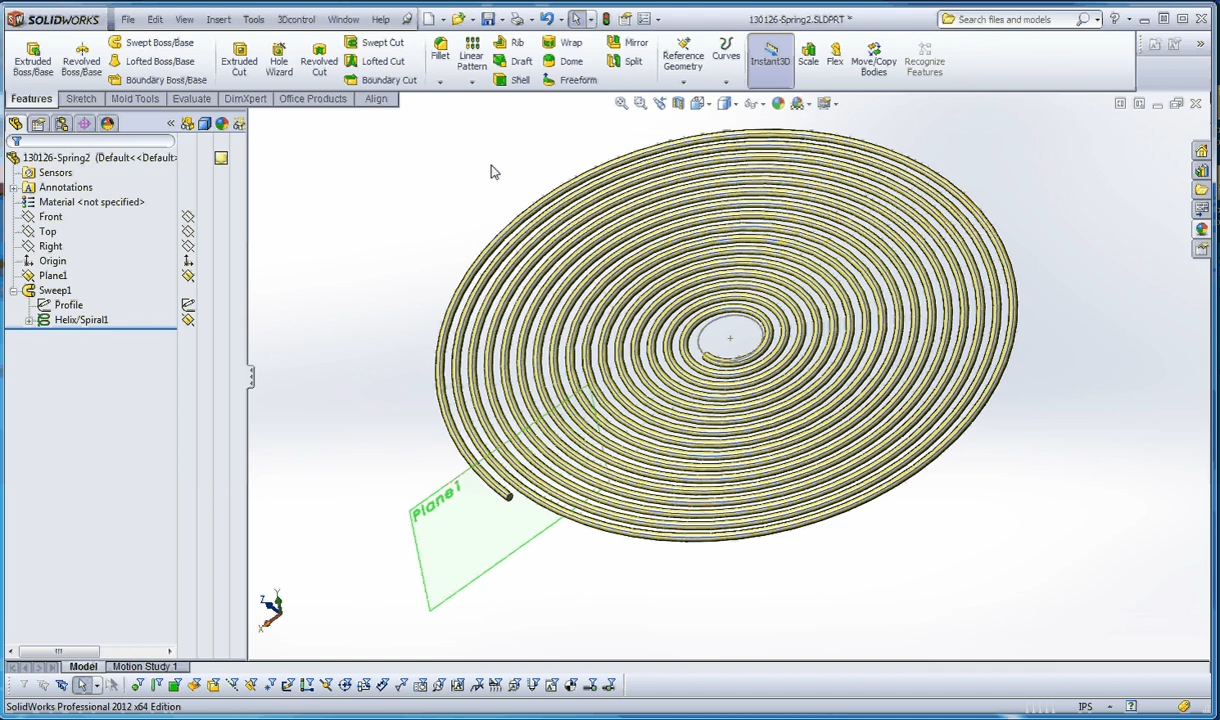 SOLIDWORKS File Edit View Insert Tools 3Dcontrol Window Help 130126-Spring2.SLDPRT * Search files and models
Extruded Boss/Base Revolved Boss/Base Swept Boss/Base Lofted Boss/Base Boundary Boss/Base Extruded Cut Hole Wizard Revolved Cut Swept Cut Lofted Cut Boundary Cut Fillet Linear Pattern Rib Draft Shell Wrap Dome Freeform Mirror Split Reference Geometry Curves Instant3D Scale Flex Move/Copy Bodies Recognize Features
Features Sketch Mold Tools Evaluate DimXpert Office Products Align
130126-Spring2 (Default<<Default>
Sensors
Annotations
Material <not specified>
Front
Top
Right
Origin
Plane1
Sweep1
Profile
Helix/Spiral1
Plane1
Y
Z
X
Model Motion Study 1
SolidWorks Professional 2012 x64 Edition IPS